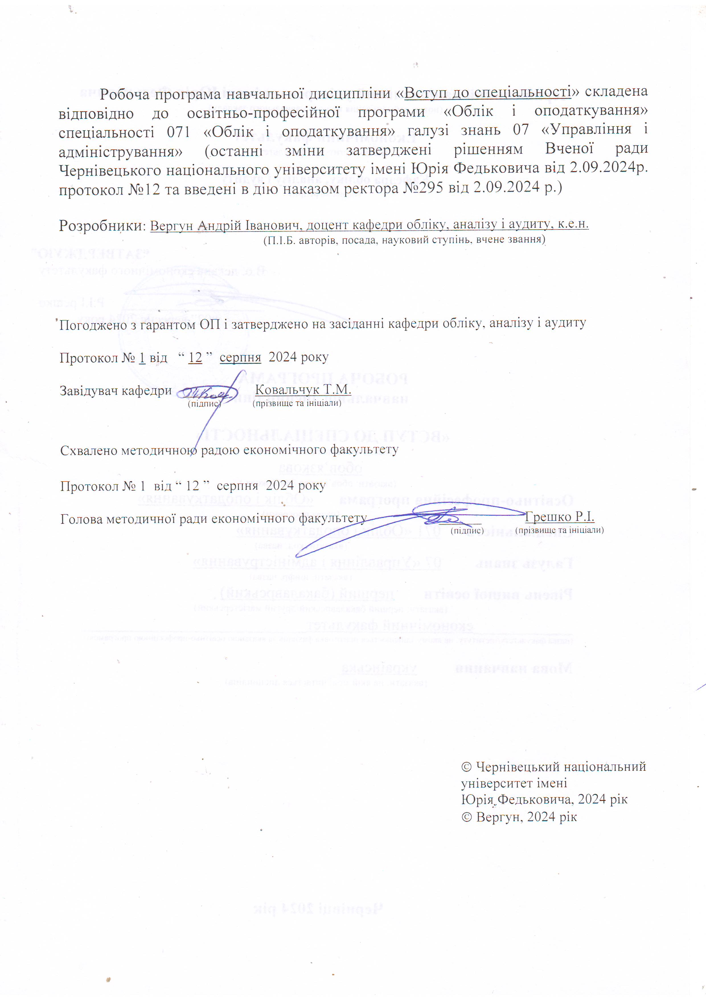 Робоча програма навчальної дисципліни «Вступ до спеціальності» складена
відповідно до освітньо-професійної програми «Облік і оподаткування»
спеціальності 071 «Облік і оподаткування» галузі знань 07 «Управління і
адміністрування» (останні зміни затверджені рішенням Вченої ради
Чернівецького національного університету імені Юрія Федьковича від 2.09.2024р.
протокол №12 та введені в дію наказом ректора №295 від 2.09.2024 р.)
Розробники: Вергун Андрій Іванович, доцент кафедри обліку, аналізу і аудиту, к.е.н.
(П.І.Б. авторів, посада, науковий ступінь, вчене звання)
Погоджено з гарантом ОП і затверджено на засіданні кафедри обліку, аналізу і аудиту
Протокол № 1 від “ 12 ” серпня 2024 року
Завідувач кафедри Ковальчук Т.М.
(підпис) (прізвище та ініціали)
Схвалено методичною радою економічного факультету
Протокол № 1 від “ 12 ” серпня 2024 року
Голова методичної ради економічного факультету Грешко Р.І.
(підпис) (прізвище та ініціали)
© Чернівецький національний
університет імені
Юрія Федьковича, 2024 рік
© Вергун, 2024 рік